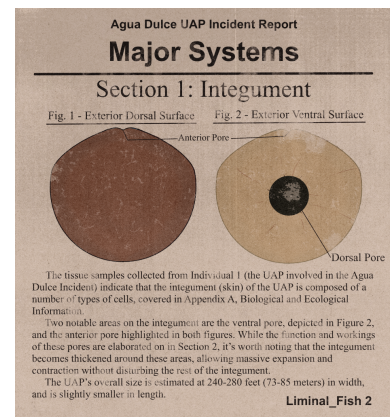 Agua Dulce UAP Incident Report
Major Systems
Section 1: Integument
Fig. 1 - Exterior Dorsal Surface Fig. 2 - Exterior Ventral Surface
Anterior Pore
Dorsal Pore
The tissue samples collected from Individual 1 (the UAP involved in the Agua
Dulce Incident) indicate that the integument (skin) of the UAP is composed of a
number of types of cells, covered in Appendix A, Biological and Ecological
Information.
Two notable areas on the integument are the ventral pore, depicted in Figure 2,
and the anterior pore highlighted in both figures. While the function and workings
of these pores are elaborated on in Section 2, it's worth noting that the integument
becomes thickened around these areas, allowing massive expansion and
contraction without disturbing the rest of the integument.
The UAP's overall size is estimated at 240-280 feet (73-85 meters) in width,
and is slightly smaller in length.
Liminal_Fish 2